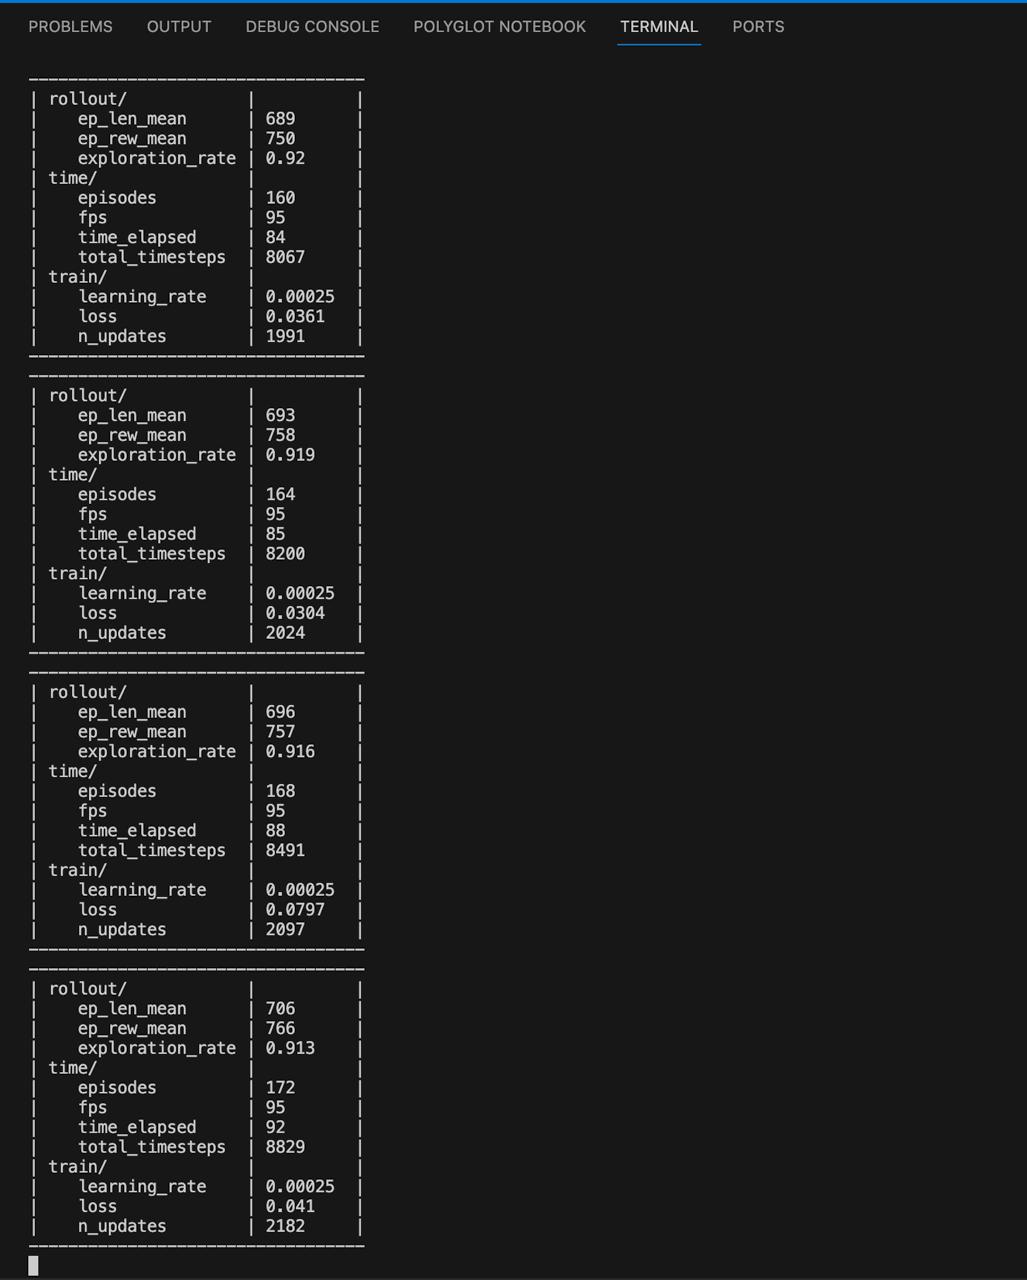 PROBLEMS OUTPUT DEBUG CONSOLE POLYGLOT NOTEBOOK TERMINAL PORTS
----------------------------------
| rollout/            |          |
|    ep_len_mean      | 689      |
|    ep_rew_mean      | 750      |
|    exploration_rate | 0.92     |
| time/               |          |
|    episodes         | 160      |
|    fps              | 95       |
|    time_elapsed     | 84       |
|    total_timesteps  | 8067     |
| train/              |          |
|    learning_rate    | 0.00025  |
|    loss             | 0.0361   |
|    n_updates        | 1991     |
----------------------------------
----------------------------------
| rollout/            |          |
|    ep_len_mean      | 693      |
|    ep_rew_mean      | 758      |
|    exploration_rate | 0.919    |
| time/               |          |
|    episodes         | 164      |
|    fps              | 95       |
|    time_elapsed     | 85       |
|    total_timesteps  | 8200     |
| train/              |          |
|    learning_rate    | 0.00025  |
|    loss             | 0.0304   |
|    n_updates        | 2024     |
----------------------------------
----------------------------------
| rollout/            |          |
|    ep_len_mean      | 696      |
|    ep_rew_mean      | 757      |
|    exploration_rate | 0.916    |
| time/               |          |
|    episodes         | 168      |
|    fps              | 95       |
|    time_elapsed     | 88       |
|    total_timesteps  | 8491     |
| train/              |          |
|    learning_rate    | 0.00025  |
|    loss             | 0.0797   |
|    n_updates        | 2097     |
----------------------------------
----------------------------------
| rollout/            |          |
|    ep_len_mean      | 706      |
|    ep_rew_mean      | 766      |
|    exploration_rate | 0.913    |
| time/               |          |
|    episodes         | 172      |
|    fps              | 95       |
|    time_elapsed     | 92       |
|    total_timesteps  | 8829     |
| train/              |          |
|    learning_rate    | 0.00025  |
|    loss             | 0.041    |
|    n_updates        | 2182     |
----------------------------------